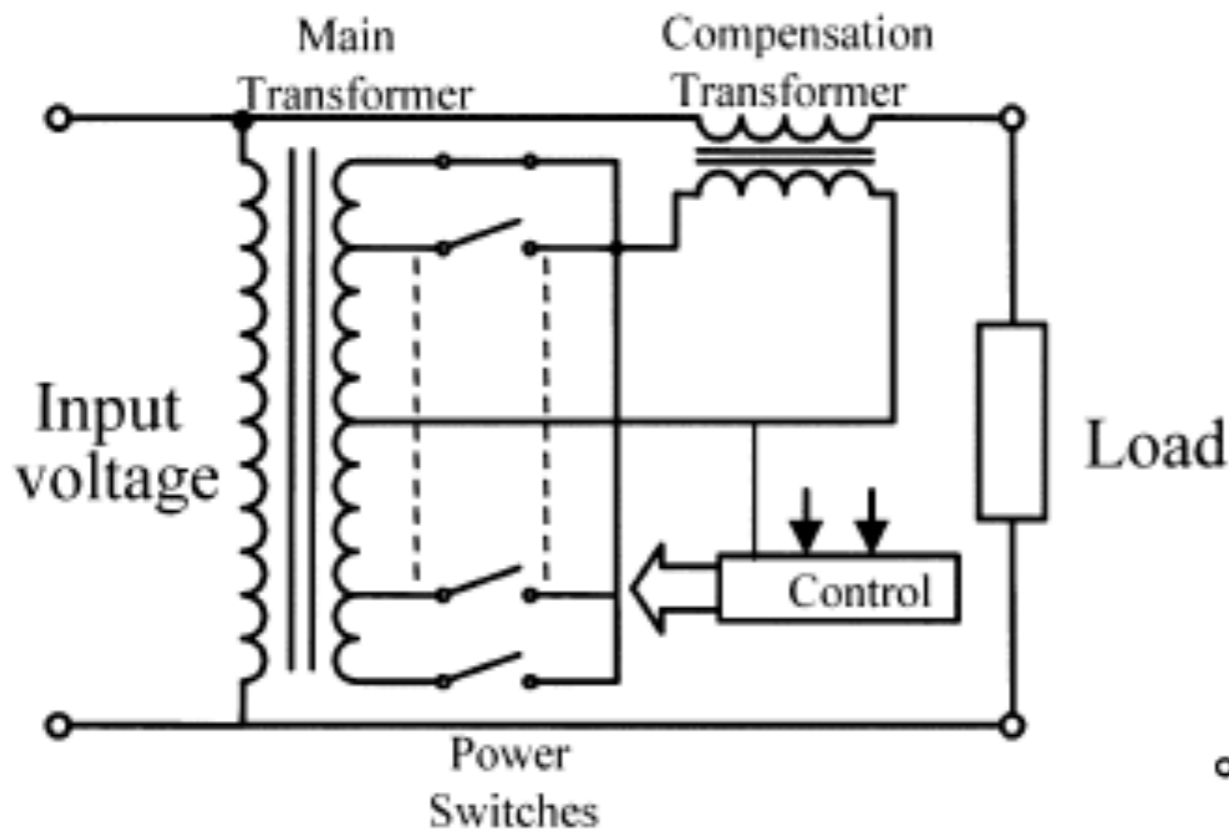 Main
Transformer
Compensation
Transformer
Input
voltage
Load
Control
Power
Switches